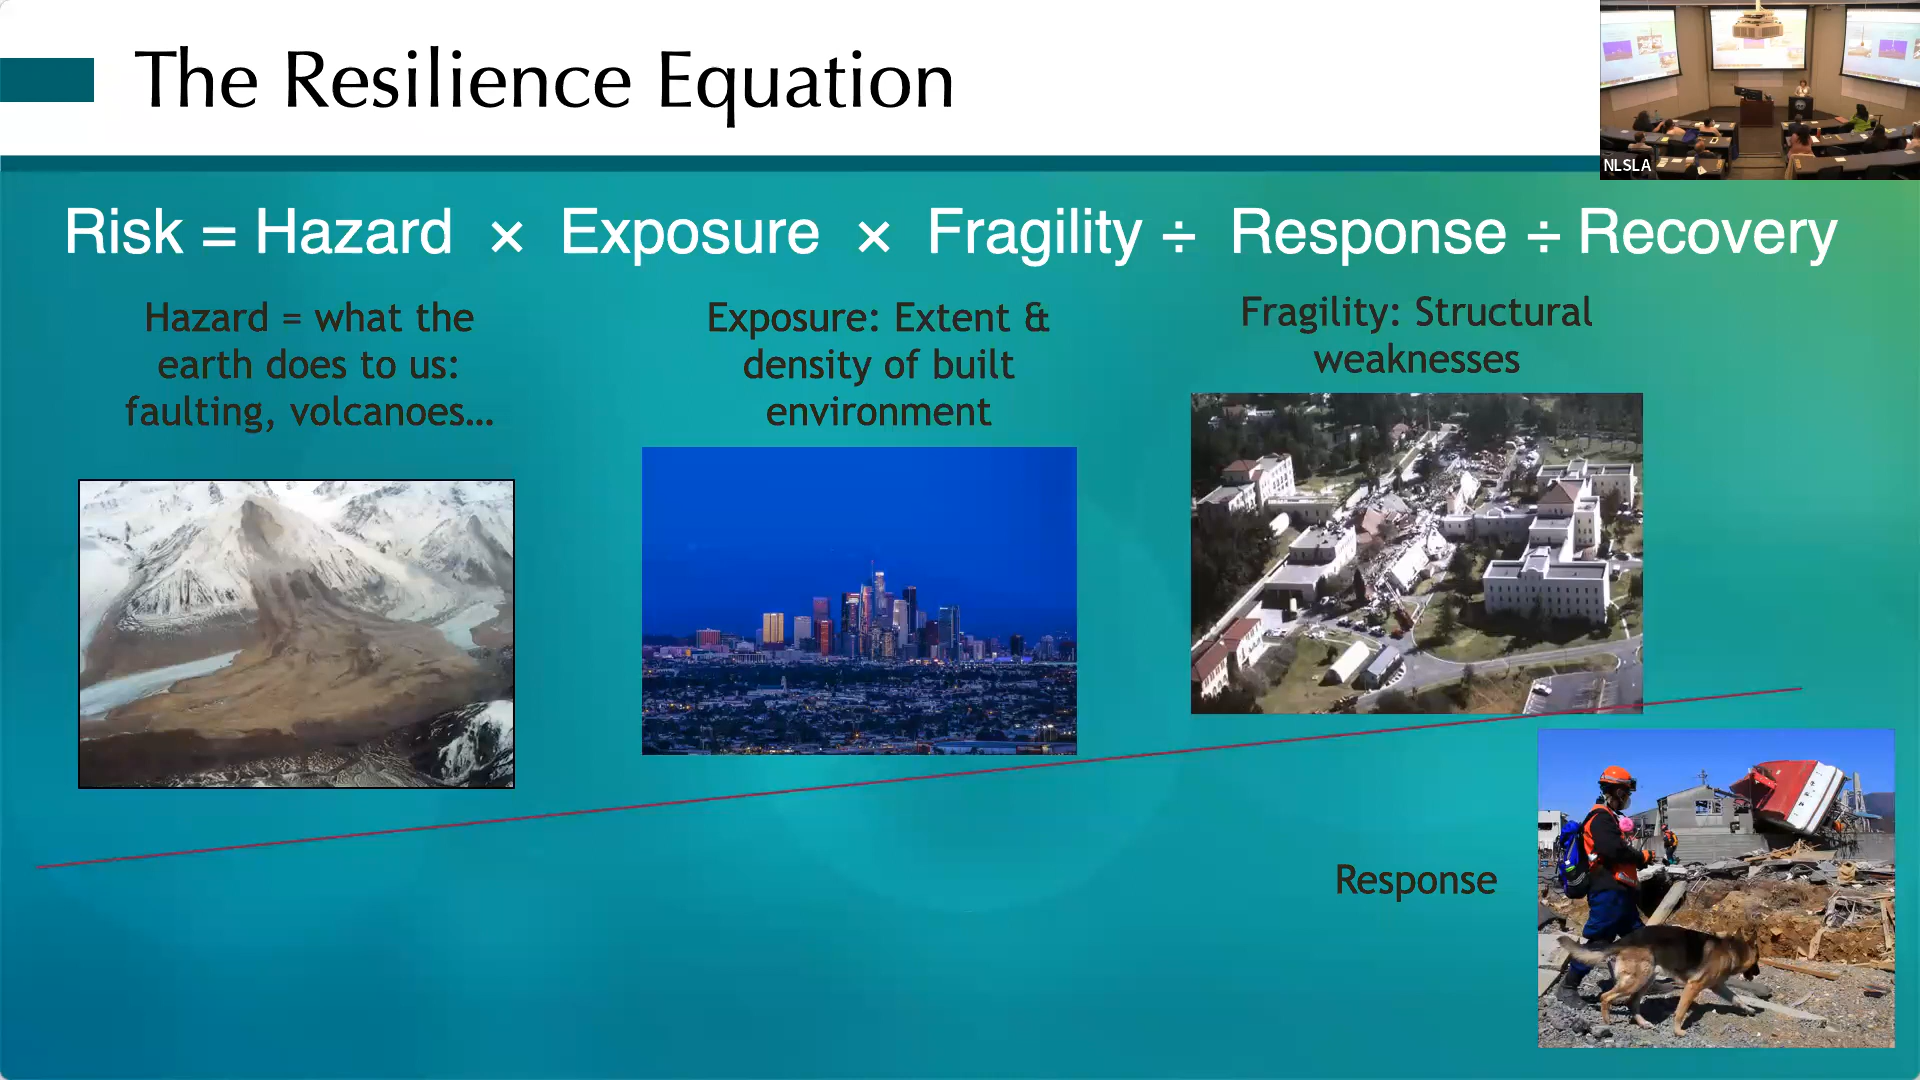 The Resilience Equation
NLSLA
Risk = Hazard × Exposure × Fragility ÷ Response ÷ Recovery
Hazard = what the
earth does to us:
faulting, volcanoes…
Exposure: Extent &
density of built
environment
Fragility: Structural
weaknesses
Response